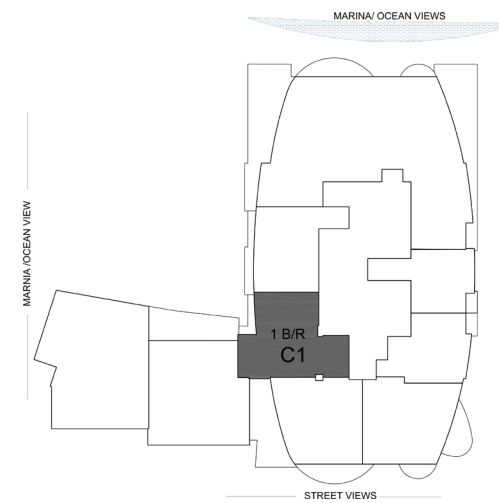 MARINA/ OCEAN VIEWS
MARNIA /OCEAN VIEW
1 B/R
C1
STREET VIEWS